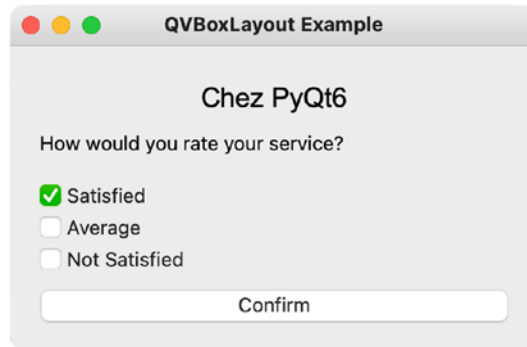 QVBoxLayout Example
Chez PyQt6
How would you rate your service?
Satisfied
Average
Not Satisfied
Confirm